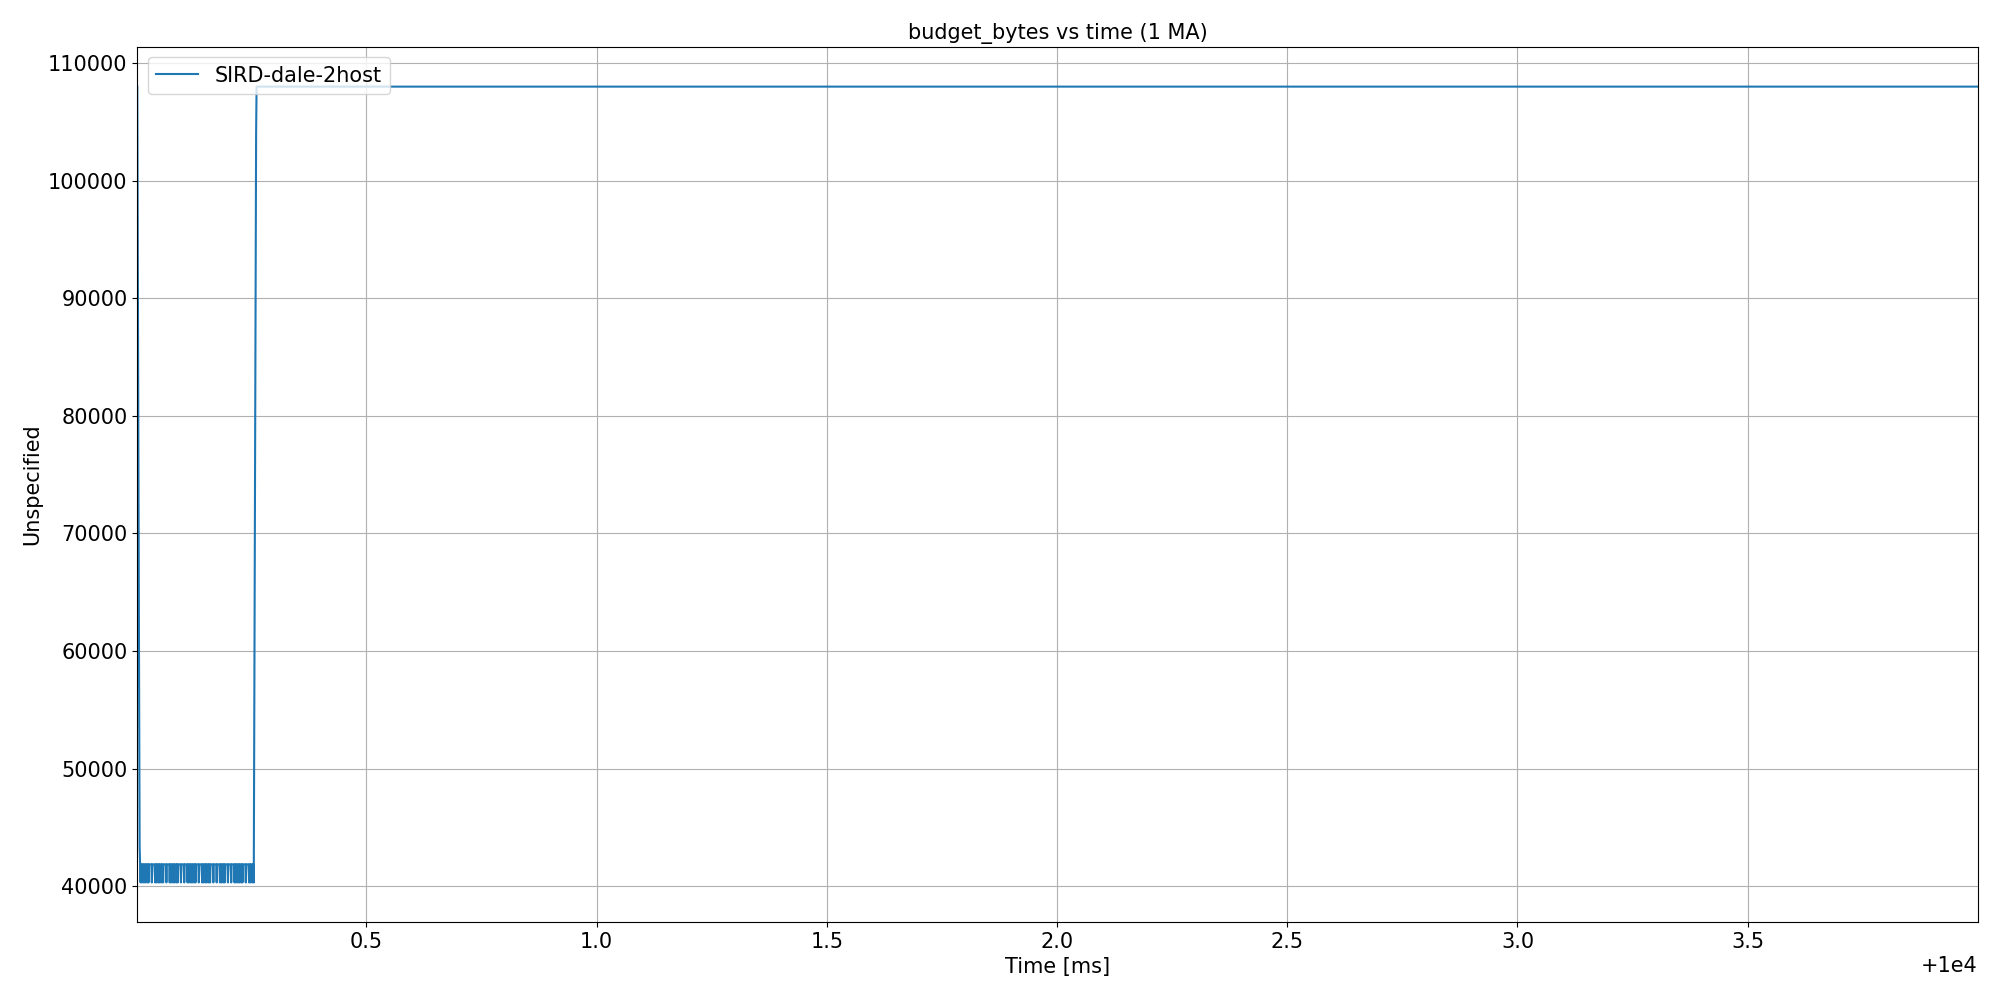 budget_bytes vs time (1 MA)
SIRD-dale-2host
110000
100000
90000
80000
70000
60000
50000
40000
Unspecified
0.5 1.0 1.5 2.0 2.5 3.0 3.5
Time [ms]
+1e4